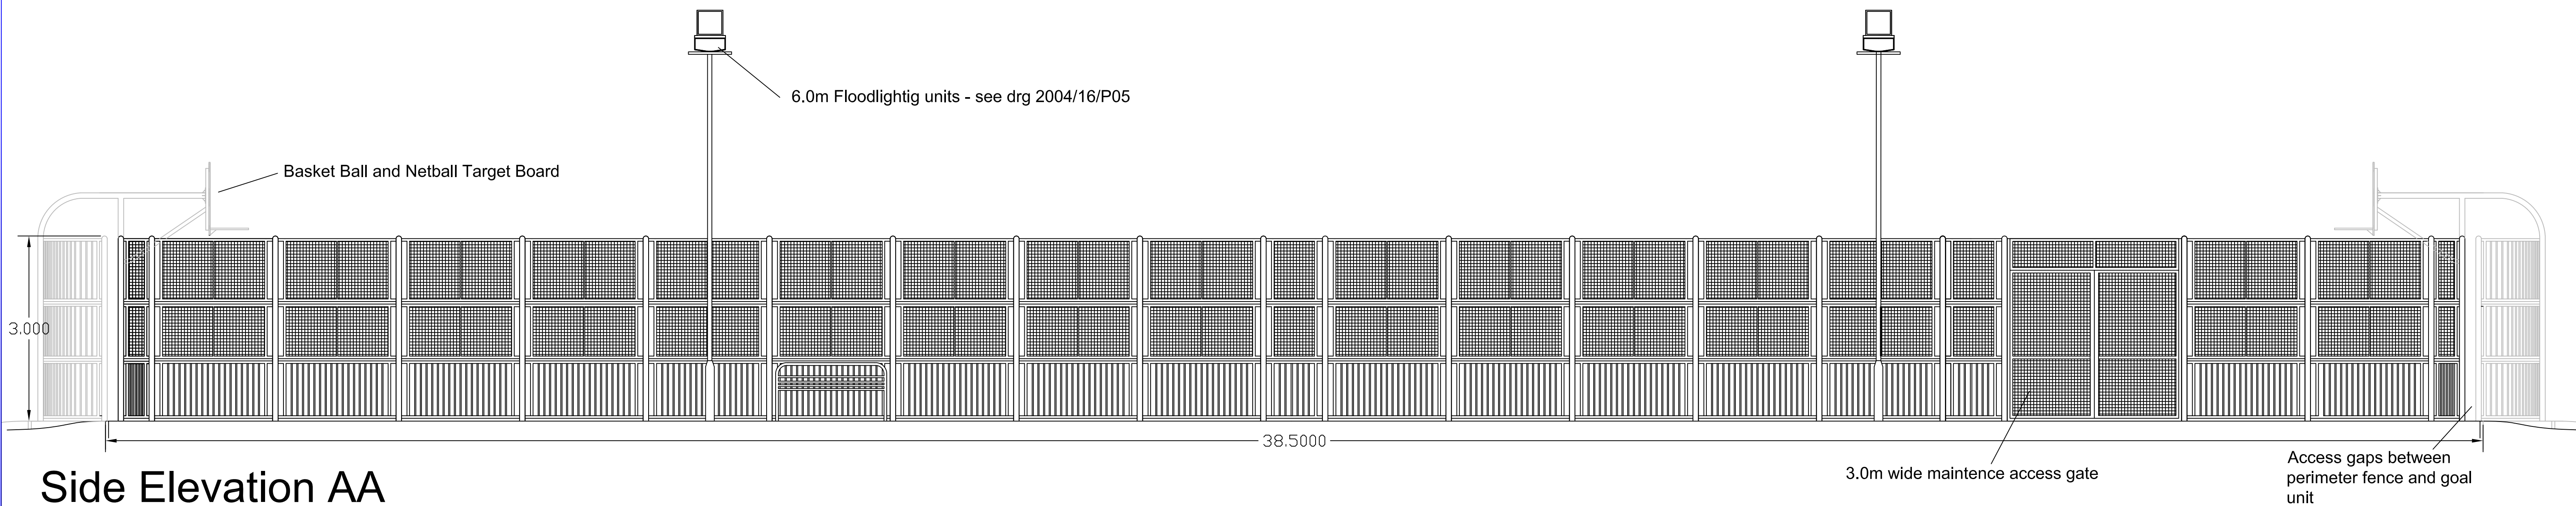 6.0m Floodlightig units - see drg 2004/16/P05
Basket Ball and Netball Target Board
3.000
38.5000
3.0m wide maintence access gate
Access gaps between
perimeter fence and goal
unit
Side Elevation AA